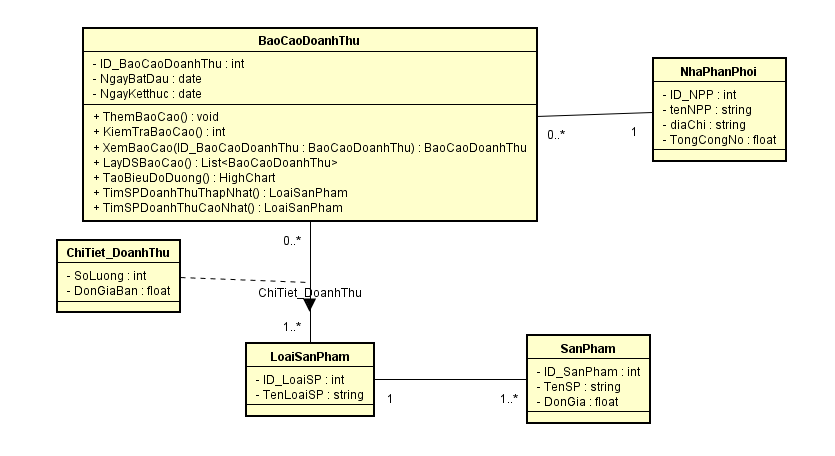 BaoCaoDoanhThu
- ID_BaoCaoDoanhThu : int
- NgayBatDau : date
- NgayKetthuc : date
+ ThemBaoCao() : void
+ KiemTraBaoCao() : int
+ XemBaoCao(ID_BaoCaoDoanhThu : BaoCaoDoanhThu) : BaoCaoDoanhThu
+ LayDSBaoCao() : List<BaoCaoDoanhThu>
+ TaoBieuDoDuong() : HighChart
+ TimSPDoanhThuThapNhat() : LoaiSanPham
+ TimSPDoanhThuCaoNhat() : LoaiSanPham
NhaPhanPhoi
- ID_NPP : int
- tenNPP : string
- diaChi : string
- TongCongNo : float
0..*
1
0..*
ChiTiet_DoanhThu
- SoLuong : int
- DonGiaBan : float
ChiTiet_DoanhThu
1..*
LoaiSanPham
- ID_LoaiSP : int
- TenLoaiSP : string
1
1..*
SanPham
- ID_SanPham : int
- TenSP : string
- DonGia : float